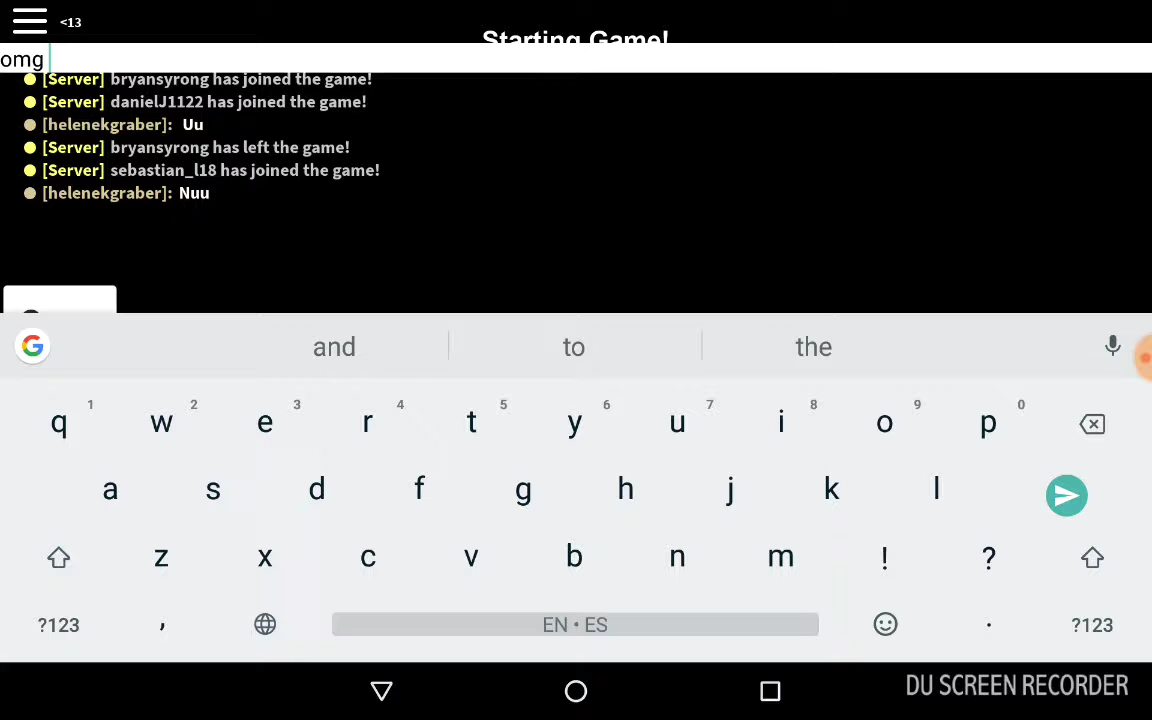 <13
Starting Game!
omg
[Server] bryansyrong has joined the game!
[Server] danielJ1122 has joined the game!
[helenekgraber]: Uu
[Server] bryansyrong has left the game!
[Server] sebastian_l18 has joined the game!
[helenekgraber]: Nuu
and to the
1 2 3 4 5 6 7 8 9 0
q w e r t y u i o p
a s d f g h j k l
z x c v b n m ! ?
?123 , EN • ES . ?123
DU SCREEN RECORDER